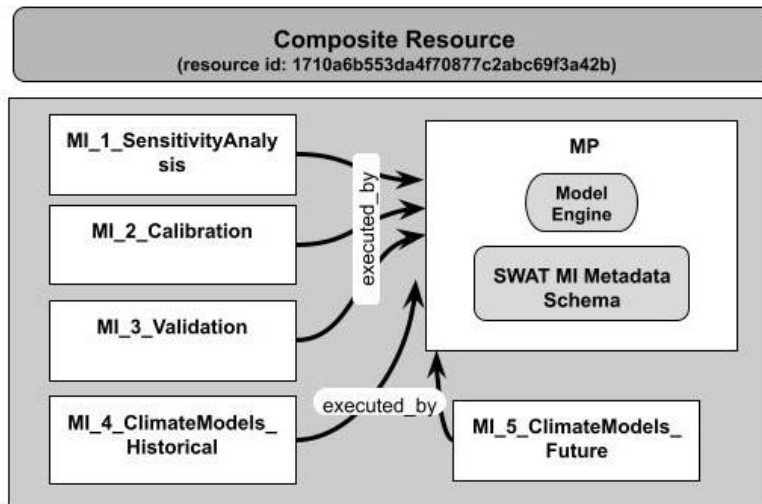 Composite Resource
(resource id: 1710a6b553da4f70877c2abc69f3a42b)
MI_1_SensitivityAnaly
sis
MI_2_Calibration
MI_3_Validation
MI_4_ClimateModels_
Historical
executed_by
executed_by
MP
Model
Engine
SWAT MI Metadata
Schema
MI_5_ClimateModels_
Future